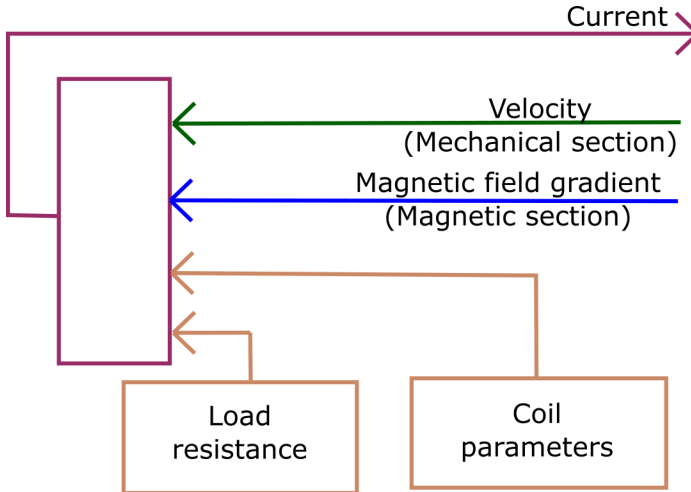 Current
Velocity
(Mechanical section)
Magnetic field gradient
(Magnetic section)
Load
resistance
Coil
parameters